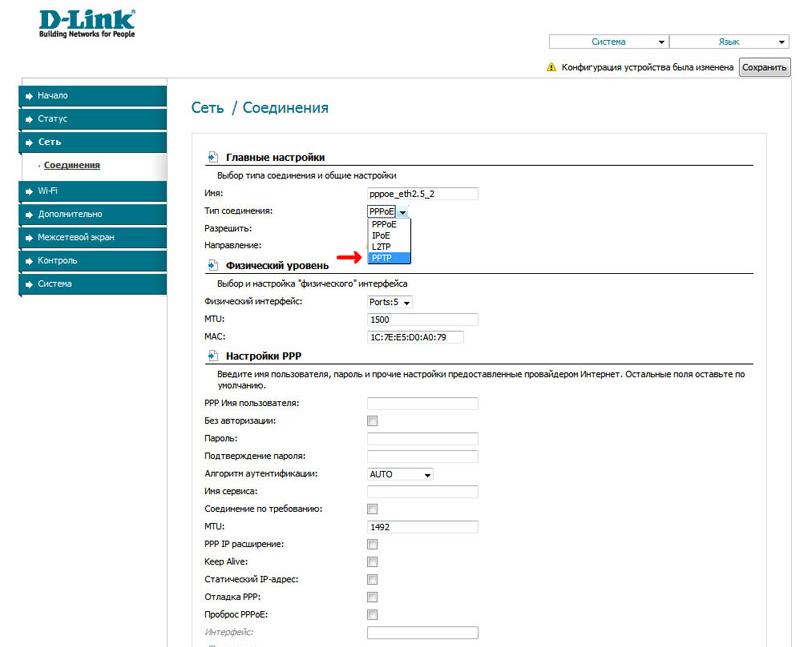 D-Link
Building Networks for People
Система Язык
Конфигурация устройства была изменена Сохранить
Начало
Статус
Сеть
Соединения
Wi-Fi
Дополнительно
Межсетевой экран
Контроль
Система
Сеть / Соединения
Главные настройки
Выбор типа соединения и общие настройки
Имя: pppoe_eth2.5_2
Тип соединения: PPPoE
PPPoE
Разрешить:
IPoE
Направление: L2TP
PPTP
Физический уровень
Выбор и настройка "физического" интерфейса
Физический интерфейс: Ports:5
MTU: 1500
MAC: 1C:7E:E5:D0:A0:79
Настройки PPP
Введите имя пользователя, пароль и прочие настройки предоставленные провайдером Интернет. Остальные поля оставьте по
умолчанию.
PPP Имя пользователя:
Без авторизации:
Пароль:
Подтверждение пароля:
Алгоритм аутентификации: AUTO
Имя сервиса:
Соединение по требованию:
MTU: 1492
PPP IP расширение:
Keep Alive:
Статический IP-адрес:
Отладка PPP:
Проброс PPPoE:
Интерфейс: